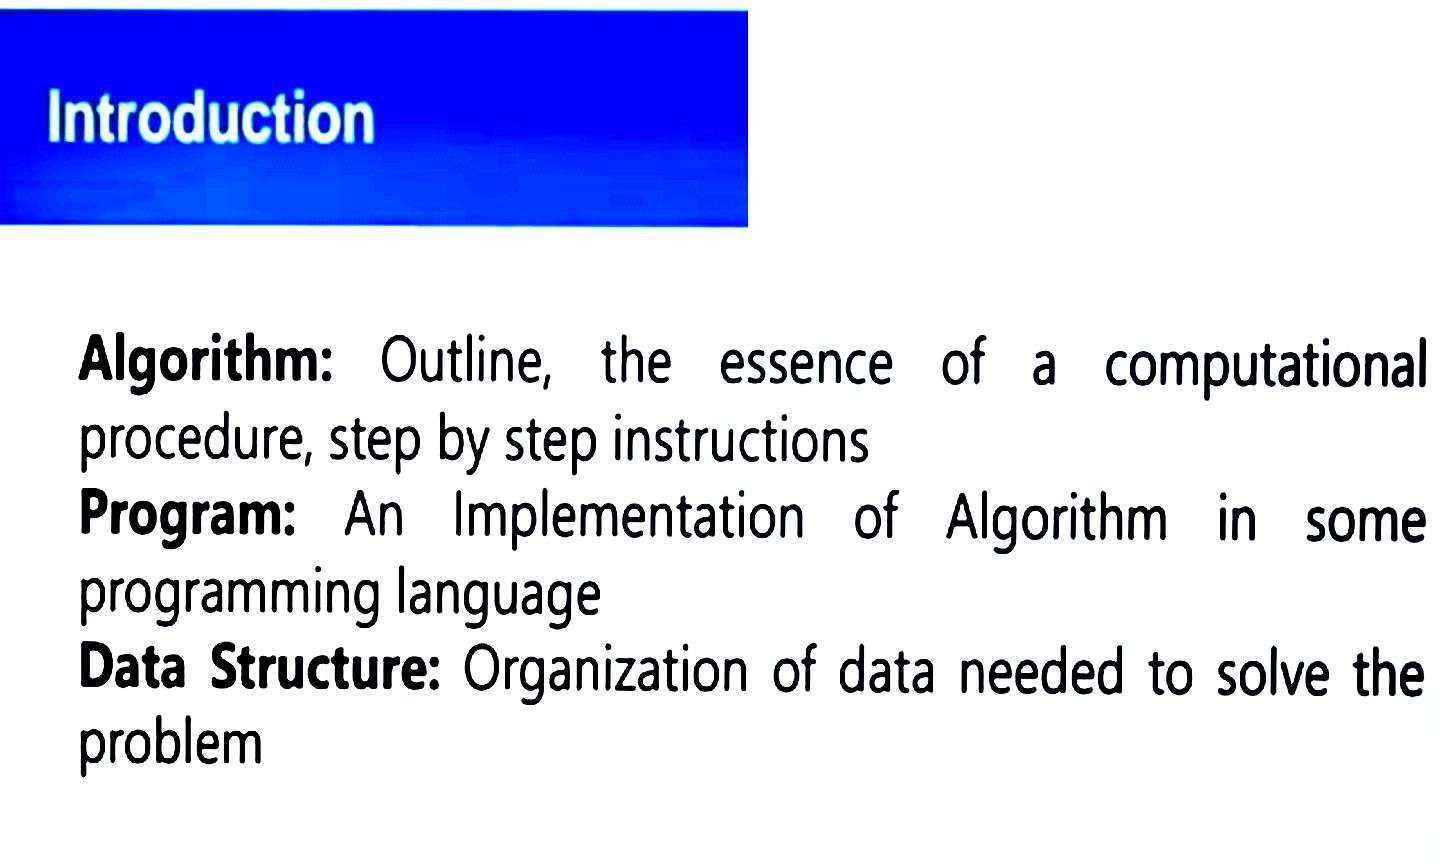 Introduction
Algorithm: Outline, the essence of a computational
procedure, step by step instructions
Program: An Implementation of Algorithm in some
programming language
Data Structure: Organization of data needed to solve the
problem